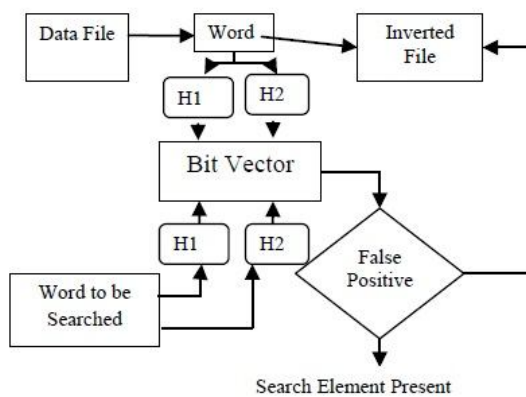 Data File
Word
Inverted
File
H1
H2
Bit Vector
H1
H2
Word to be
Searched
False
Positive
Search Element Present